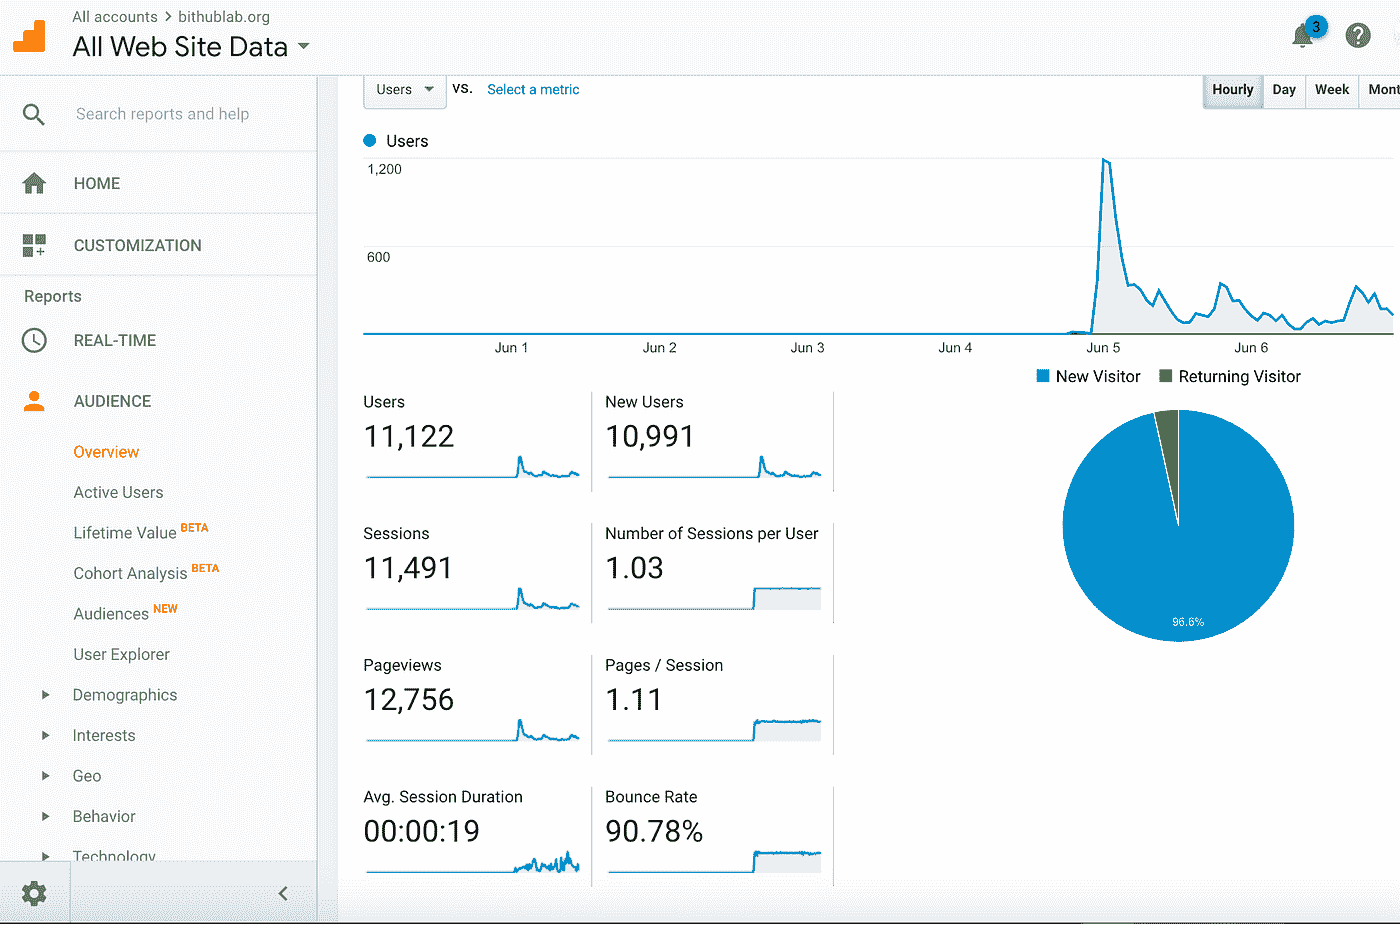 All accounts > bithublab.org
All Web Site Data
3
?
Search reports and help
HOME
CUSTOMIZATION
Reports
REAL-TIME
AUDIENCE
Overview
Active Users
Lifetime Value BETA
Cohort Analysis BETA
Audiences NEW
User Explorer
Demographics
Interests
Geo
Behavior
Technology
Users VS. Select a metric
Hourly Day Week Mont
Users
1,200
600
Jun 1 Jun 2 Jun 3 Jun 4 Jun 5 Jun 6
New Visitor Returning Visitor
96.6%
Users
11,122
New Users
10,991
Sessions
11,491
Number of Sessions per User
1.03
Pageviews
12,756
Pages / Session
1.11
Avg. Session Duration
00:00:19
Bounce Rate
90.78%